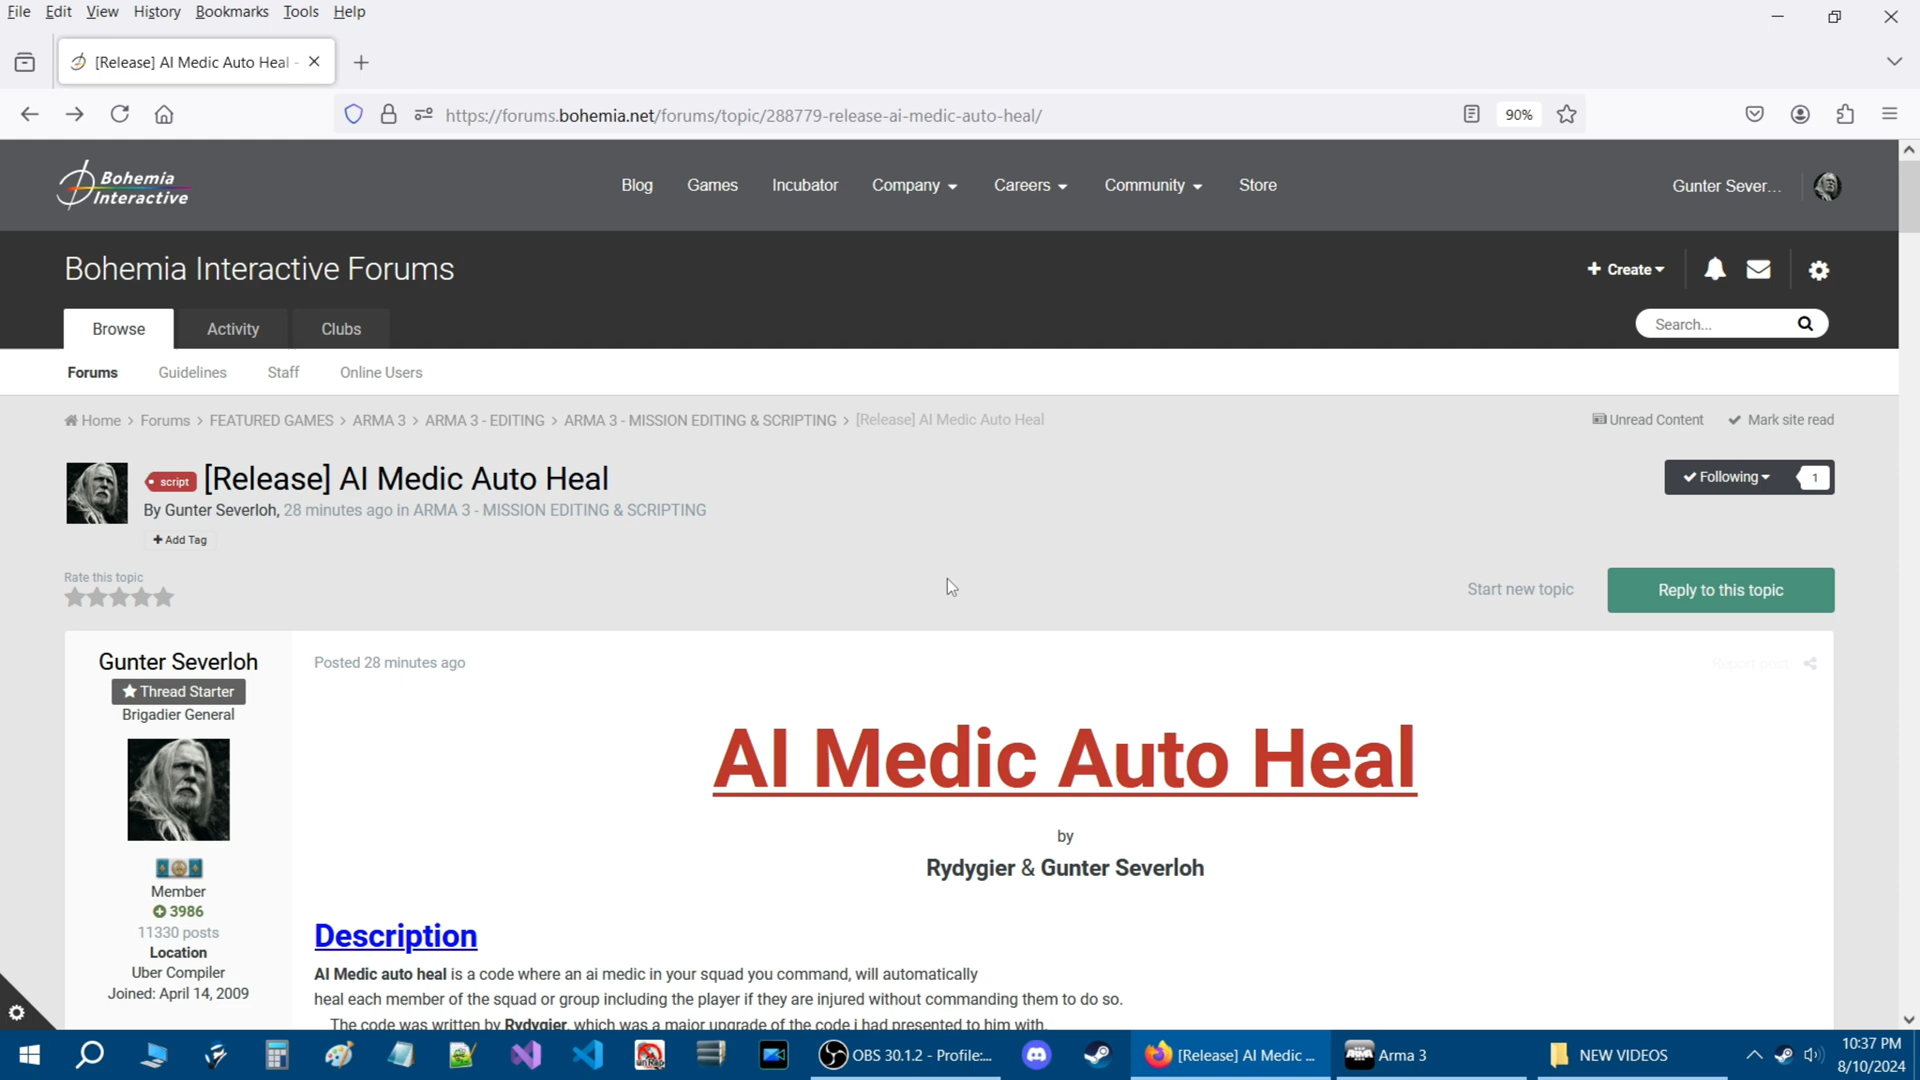 File Edit View History Bookmarks Tools Help
[Release] AI Medic Auto Heal -
https://forums.bohemia.net/forums/topic/288779-release-ai-medic-auto-heal/
90%
Bohemia Interactive
Blog Games Incubator Company Careers Community Store
Gunter Sever...
Bohemia Interactive Forums
+ Create
Browse Activity Clubs
Search...
Forums Guidelines Staff Online Users
Home > Forums > FEATURED GAMES > ARMA 3 > ARMA 3 - EDITING > ARMA 3 - MISSION EDITING & SCRIPTING > [Release] AI Medic Auto Heal
Unread Content Mark site read
script [Release] AI Medic Auto Heal
Following 1
By Gunter Severloh, 28 minutes ago in ARMA 3 - MISSION EDITING & SCRIPTING
+ Add Tag
Rate this topic
Start new topic
Reply to this topic
Gunter Severloh
Thread Starter
Brigadier General
Member
3986
11330 posts
Location
Uber Compiler
Joined: April 14, 2009
Posted 28 minutes ago
Report post
AI Medic Auto Heal
by
Rydygier & Gunter Severloh
Description
AI Medic auto heal is a code where an ai medic in your squad you command, will automatically
heal each member of the squad or group including the player if they are injured without commanding them to do so.
The code was written by Rydygier, which was a major upgrade of the code i had presented to him with.
OBS 30.1.2 - Profile:...
[Release] AI Medic ...
Arma 3
NEW VIDEOS
10:37 PM
8/10/2024